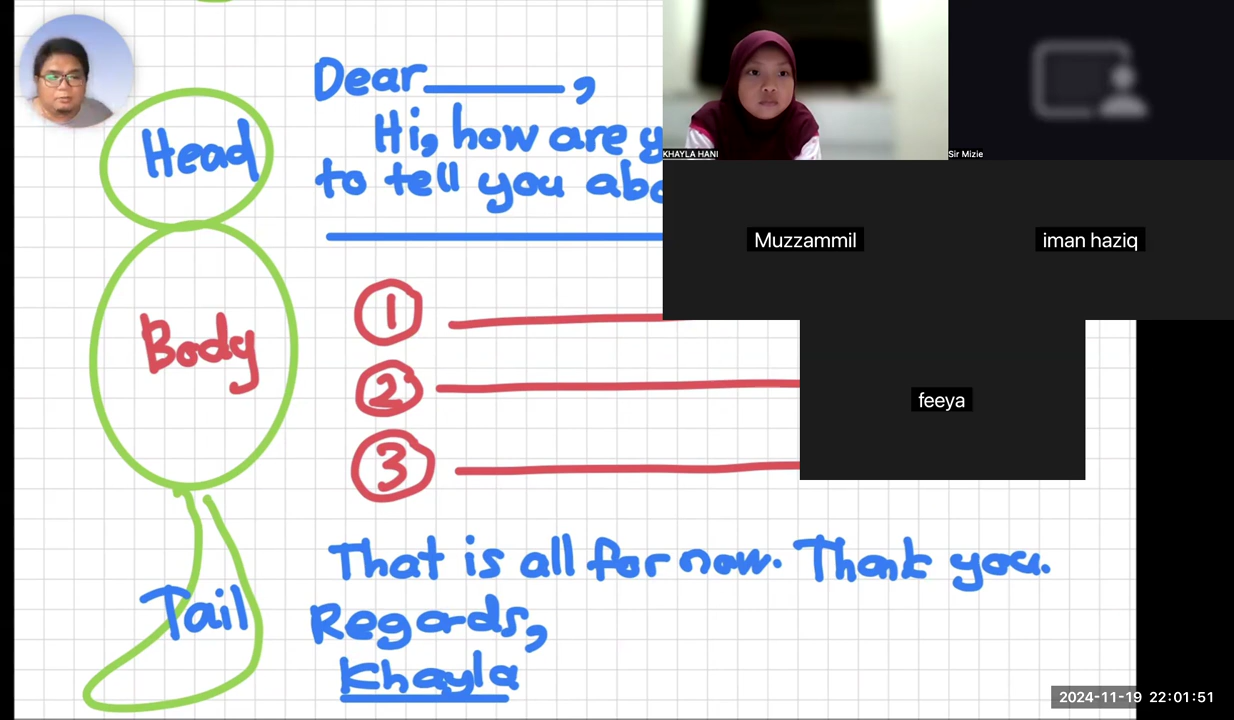 Head
Dear ______,
Hi, how are
to tell you
Body
1
2
3
Tail
That is all for now. Thank you.
Regards,
Khayla
KHAYLA HANI
Sir Mizie
Muzzammil
iman haziq
feeya
2024-11-19 22:01:51